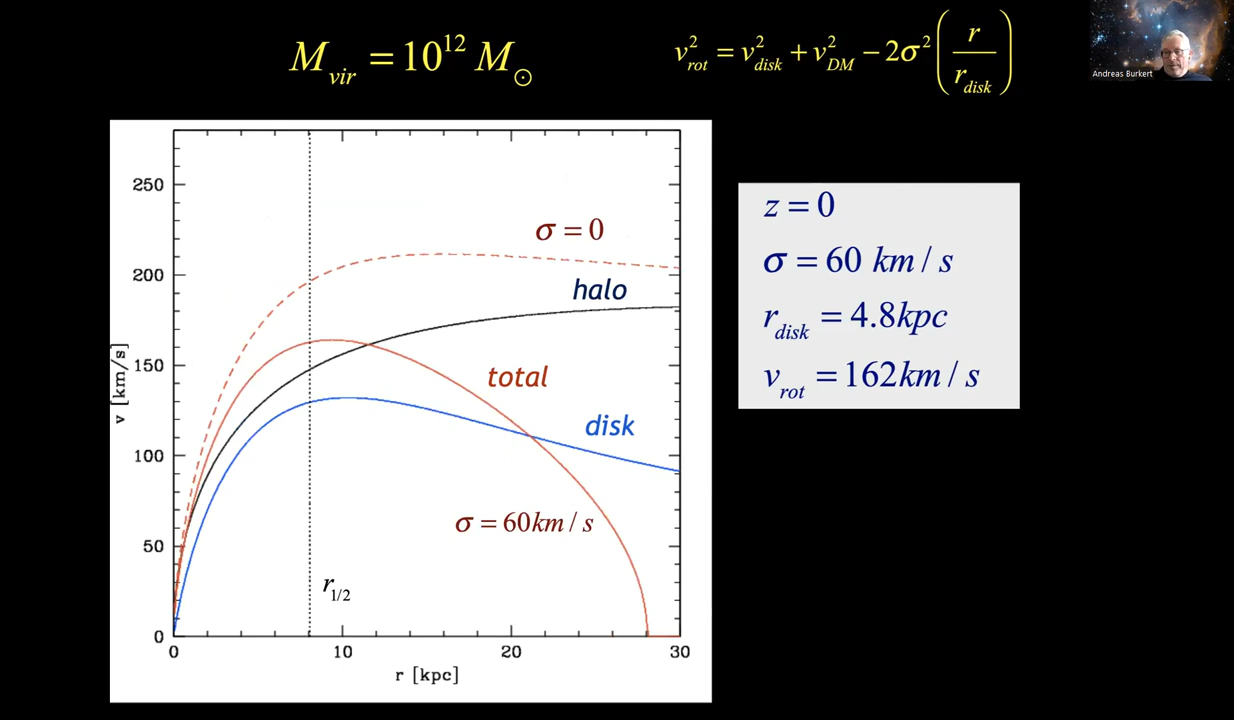 M_vir = 10^12 M_⊙
v²_rot = v²_disk + v²_DM − 2σ² (r / r_disk)
Andreas Burkert
250
200
150
100
50
0
v [km/s]
σ = 0
halo
total
disk
σ = 60km / s
r_1/2
0
10
20
30
r [kpc]
z = 0
σ = 60 km / s
r_disk = 4.8kpc
v_rot = 162km / s